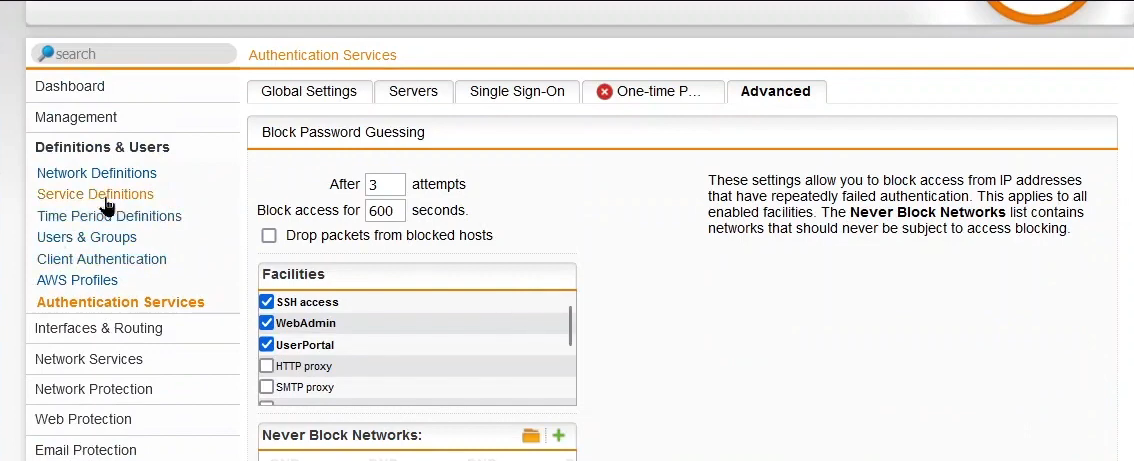 search
Authentication Services
Dashboard
Management
Definitions & Users
Network Definitions
Service Definitions
Time Period Definitions
Users & Groups
Client Authentication
AWS Profiles
Authentication Services
Interfaces & Routing
Network Services
Network Protection
Web Protection
Email Protection
Global Settings
Servers
Single Sign-On
One-time P...
Advanced
Block Password Guessing
After 3 attempts
Block access for 600 seconds.
Drop packets from blocked hosts
Facilities
SSH access
WebAdmin
UserPortal
HTTP proxy
SMTP proxy
Never Block Networks:
These settings allow you to block access from IP addresses
that have repeatedly failed authentication. This applies to all
enabled facilities. The Never Block Networks list contains
networks that should never be subject to access blocking.